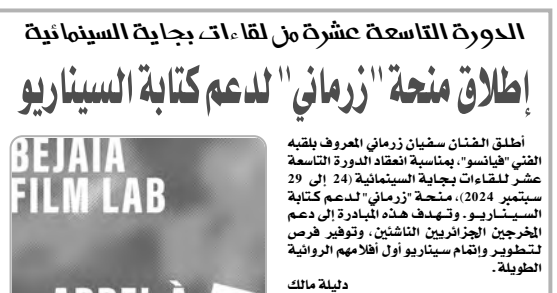 الدورة التاسعة عشرة من لقاءات بجاية السينمائية
إطلاق منحة "زرماني" لدعم كتابة السيناريو
أطلق الفنان سفيان زرماني المعروف بلقبه
الفني "فيانسو"، بمناسبة انعقاد الدورة التاسعة
عشر للقاءات بجاية السينمائية (24 إلى 29
سبتمبر 2024)، منحة "زرماني" لدعم كتابة
السيناريو. وتهدف هذه المبادرة إلى دعم
المخرجين الجزائريين الناشئين، وتوفير فرص
لتطوير وإتمام سيناريو أول أفلامهم الروائية
الطويلة.
دليلة مالك
BEJAIA
FILM LAB